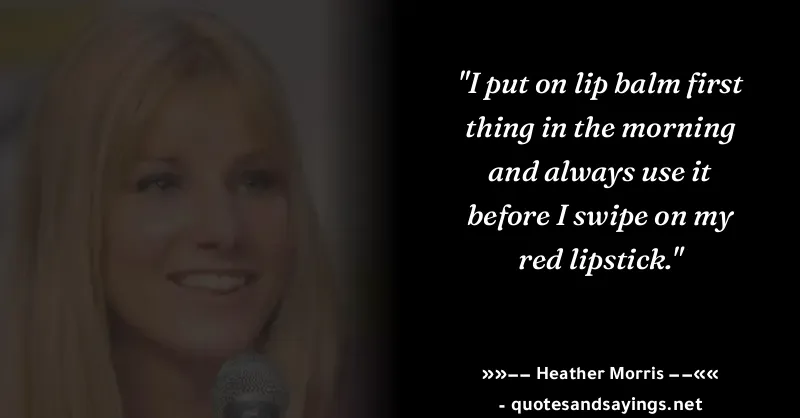 "I put on lip balm first
thing in the morning
and always use it
before I swipe on my
red lipstick."
»»−− Heather Morris −−««
- quotesandsayings.net